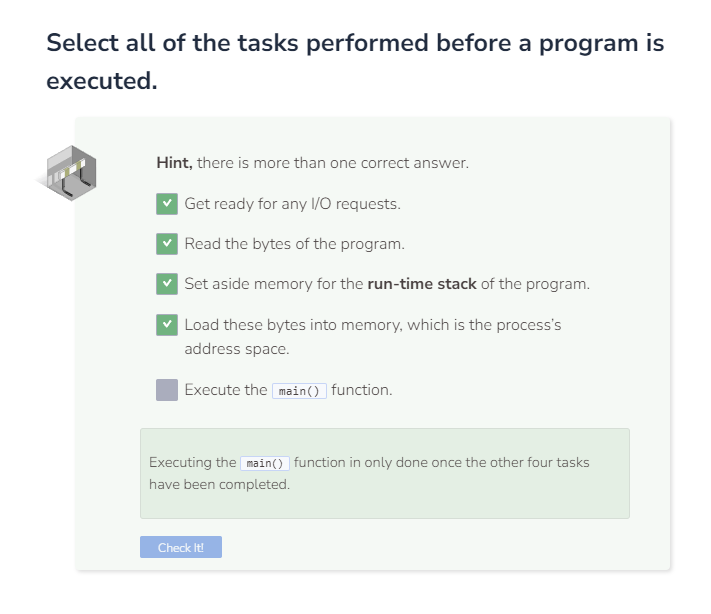 Select all of the tasks performed before a program is
executed.
Hint, there is more than one correct answer.
Get ready for any I/O requests.
Read the bytes of the program.
Set aside memory for the run-time stack of the program.
Load these bytes into memory, which is the process's
address space.
Execute the main() function.
Executing the main() function in only done once the other four tasks
have been completed.
Check It!